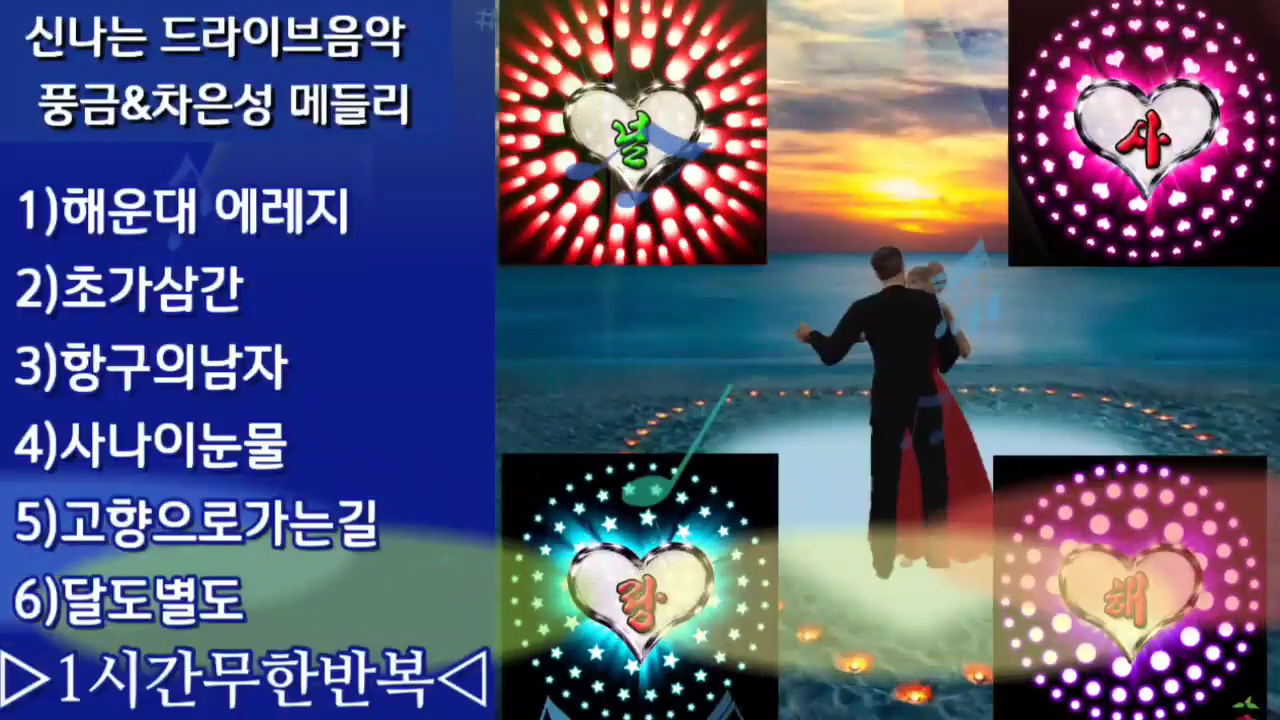 신나는 드라이브음악
풍금&차은성 메들리
1)해운대 에레지
2)초가삼간
3)항구의남자
4)사나이눈물
5)고향으로가는길
6)달도별도
▷1시간무한반복◁
널
사
랑
해
#